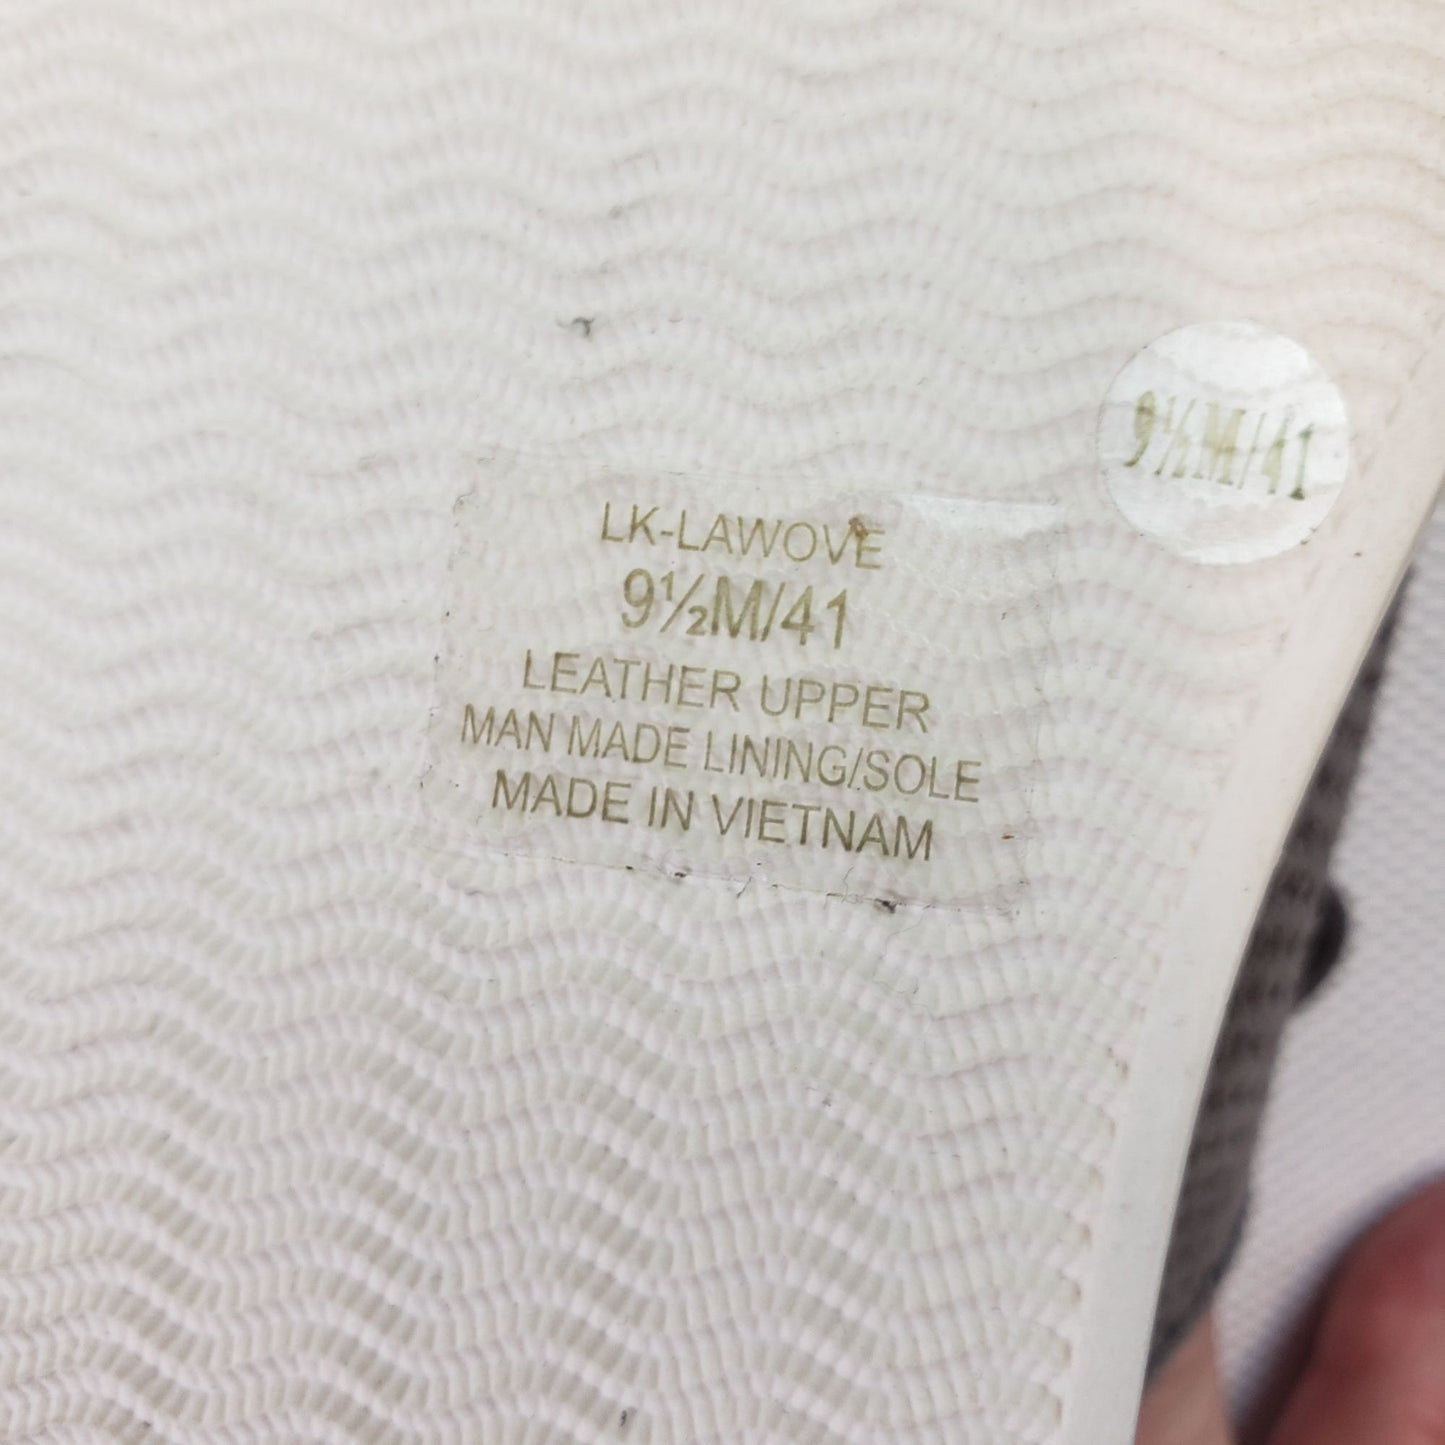 9½M/41
LK-LAWOVE
9½M/41
LEATHER UPPER
MAN MADE LINING/SOLE
MADE IN VIETNAM